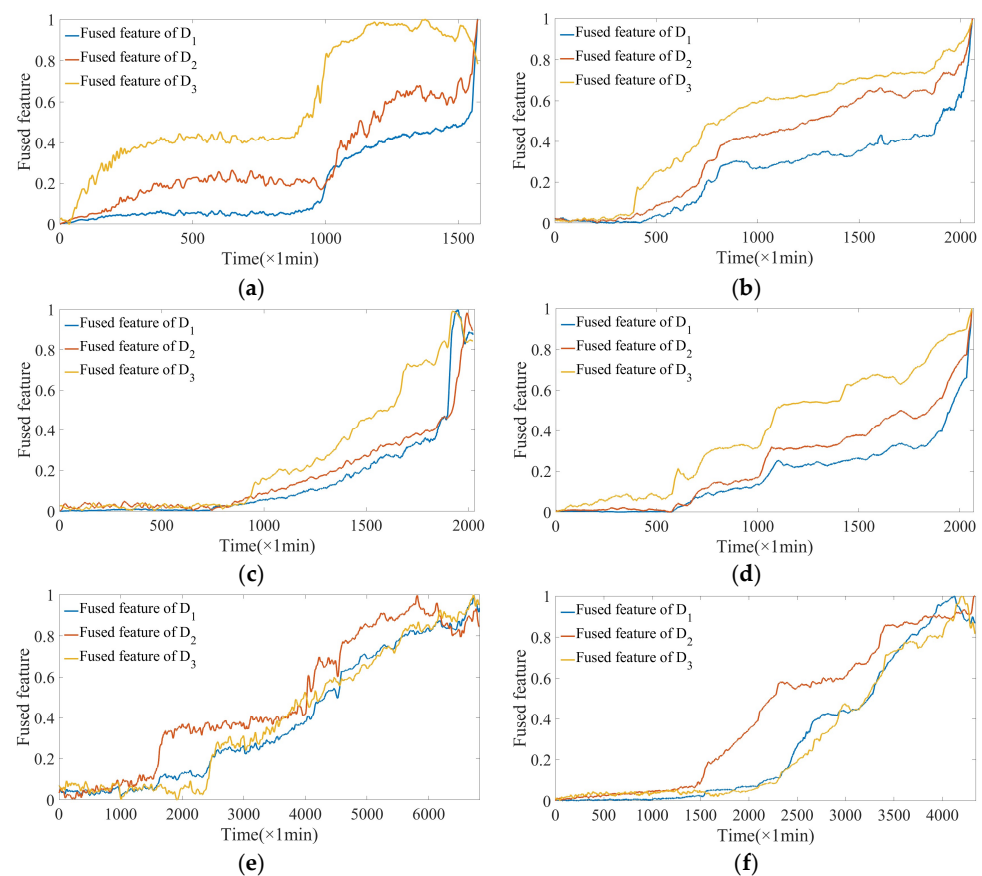 Fused feature of D1
Fused feature of D2
Fused feature of D3
Fused feature
1
0.8
0.6
0.4
0.2
0
0 500 1000 1500
Time(×1min)
(a)
Fused feature of D1
Fused feature of D2
Fused feature of D3
Fused feature
1
0.8
0.6
0.4
0.2
0
0 500 1000 1500 2000
Time(×1min)
(b)
Fused feature of D1
Fused feature of D2
Fused feature of D3
Fused feature
1
0.8
0.6
0.4
0.2
0
0 500 1000 1500 2000
Time(×1min)
(c)
Fused feature of D1
Fused feature of D2
Fused feature of D3
Fused feature
1
0.8
0.6
0.4
0.2
0
0 500 1000 1500 2000
Time(×1min)
(d)
Fused feature of D1
Fused feature of D2
Fused feature of D3
Fused feature
1
0.8
0.6
0.4
0.2
0
0 1000 2000 3000 4000 5000 6000
Time(×1min)
(e)
Fused feature of D1
Fused feature of D2
Fused feature of D3
Fused feature
1
0.8
0.6
0.4
0.2
0
0 500 1000 1500 2000 2500 3000 3500 4000
Time(×1min)
(f)